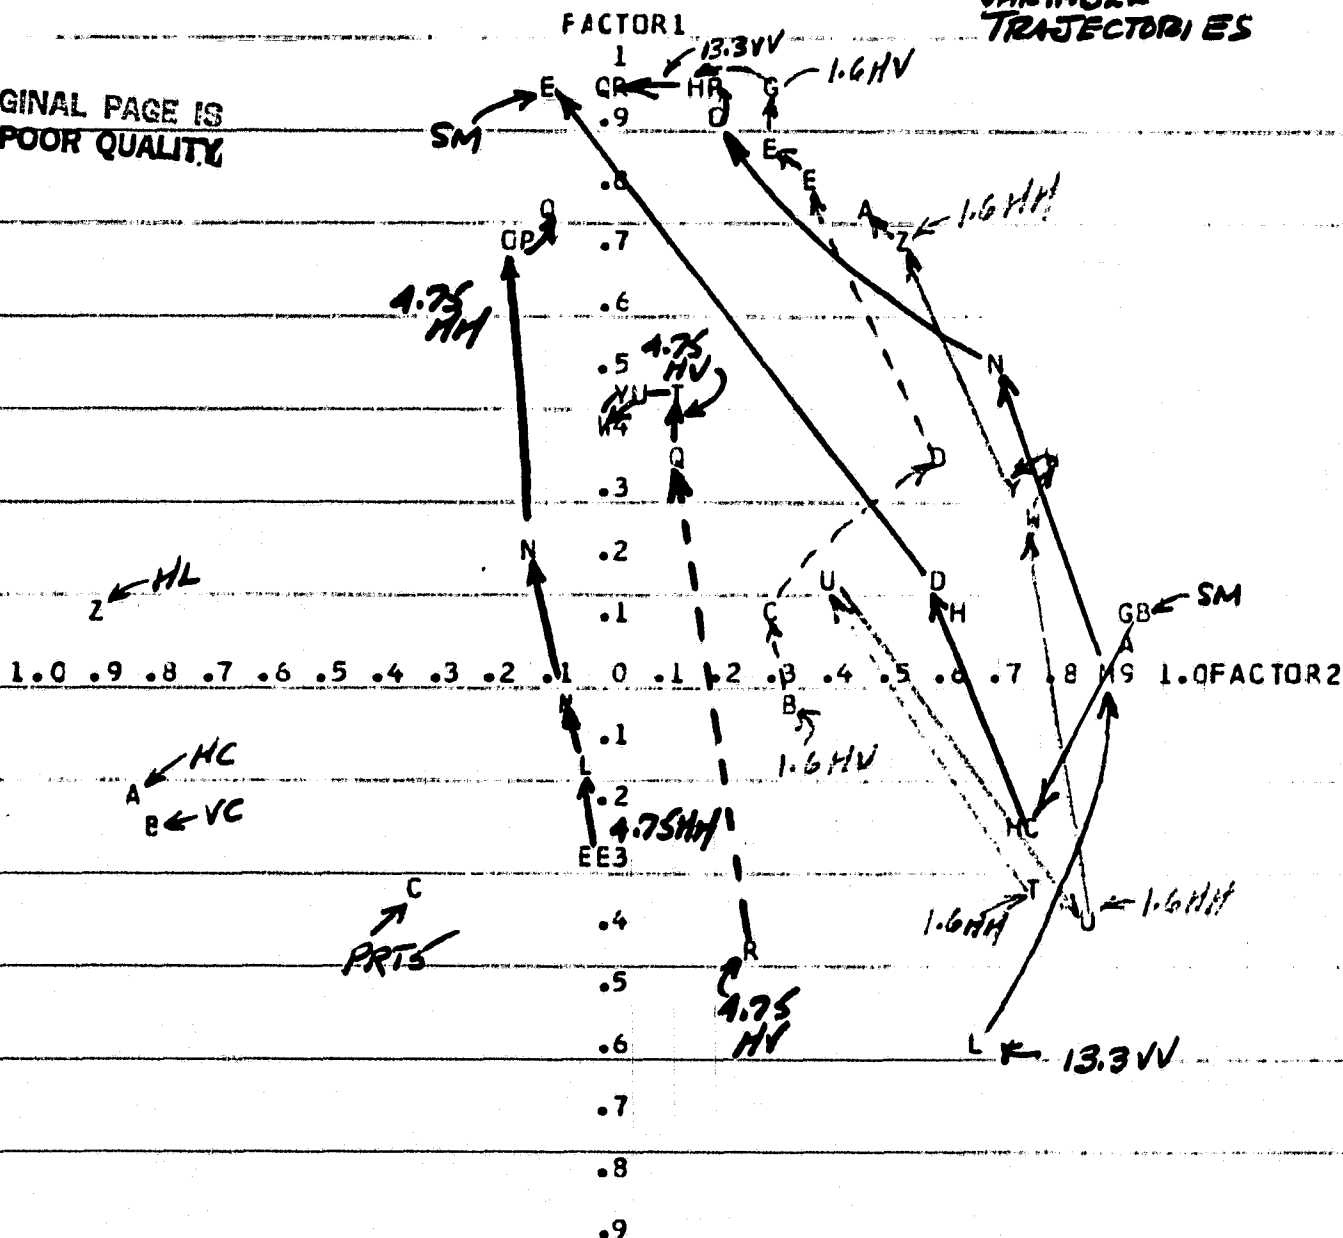 FACTOR1
TRAJECTORIES
1
13.3VV
1.6HV
E QR HR G
GINAL PAGE IS
POOR QUALITY
SM
.9 D
E
.8 E
Q A Z 1.6HH
OP .7
4.75
HH
.6
.5 4.75
HV
N
VU T
W4
Q D
.3 Y
W
N .2
HL
Z
U D
C .1 H
GB SM
A
1.0 .9 .8 .7 .6 .5 .4 .3 .2 .1 0 .1 .2 .3 .4 .5 .6 .7 .8 M9 1.0FACTOR2
B
.1
1.6HV
HC
L
A .2
B VC
4.75HH
EE3
C T
1.6HH 1.6HH
.4 U
PRTS
R
.5
4.75
HV
.6 L 13.3VV
.7
.8
.9